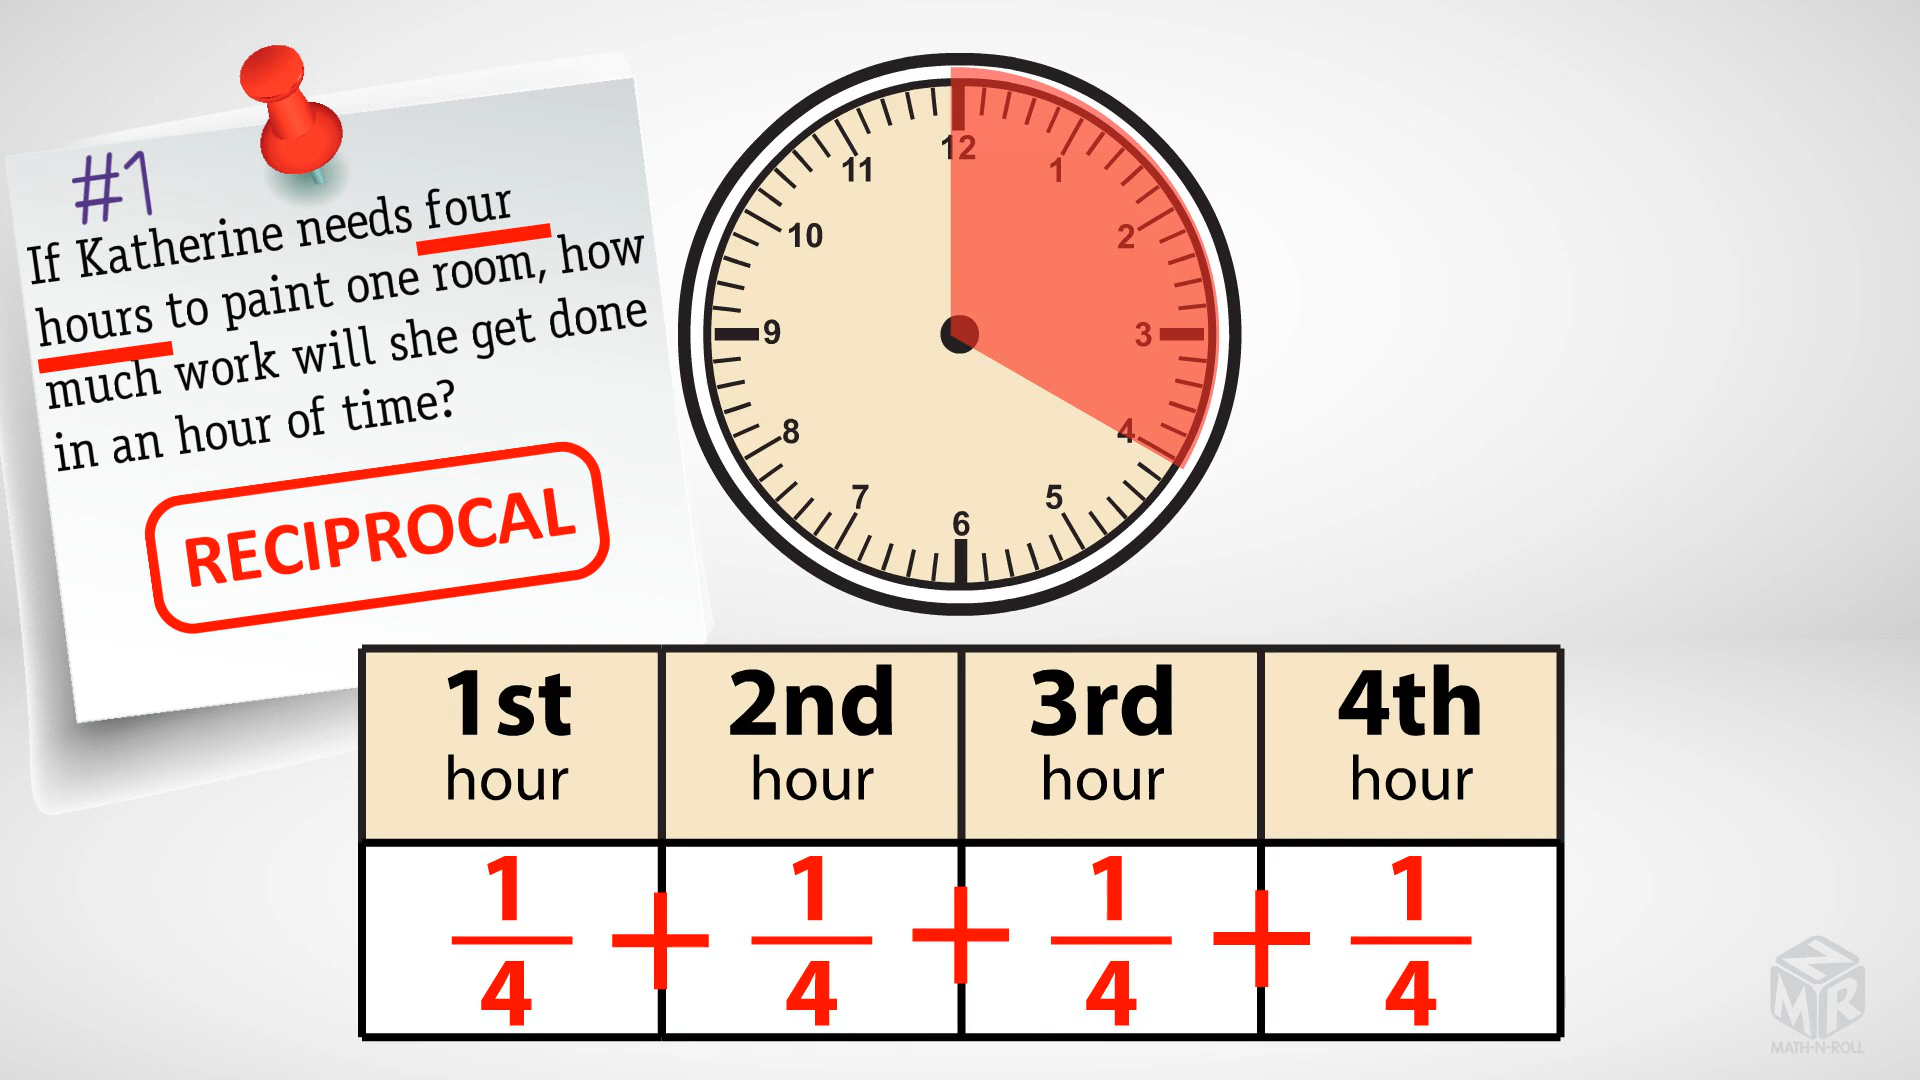 #1
If Katherine needs four
hours to paint one room, how
much work will she get done
in an hour of time?
RECIPROCAL
12
1
2
3
4
5
6
7
8
9
10
11
1st 2nd 3rd 4th
hour hour hour hour
1/4 + 1/4 + 1/4 + 1/4
MNR
MATH-N-ROLL